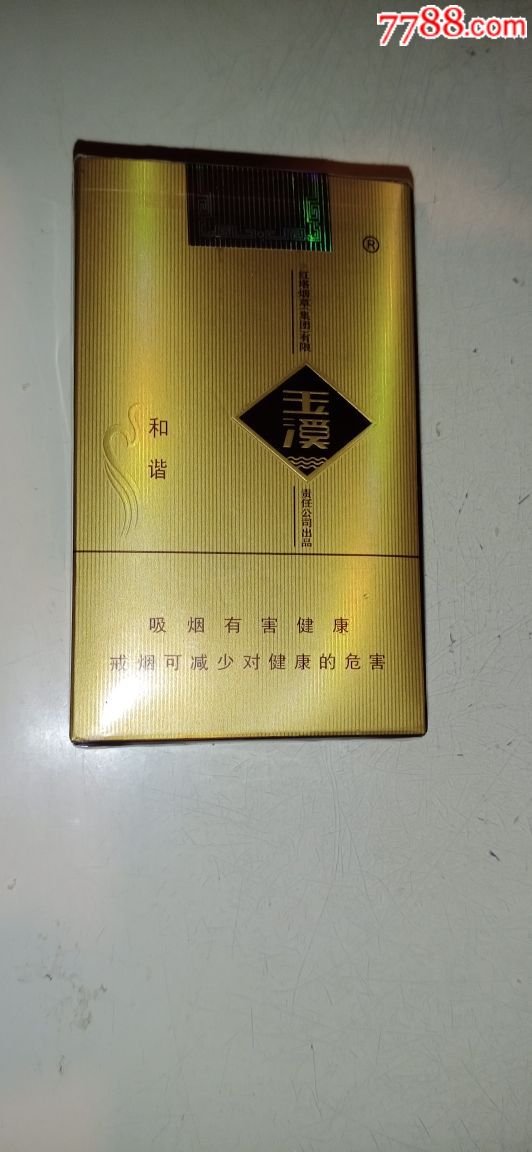 7788.com
®
红塔烟草(集团)有限
玉溪
和谐
责任公司出品
吸烟有害健康
戒烟可减少对健康的危害